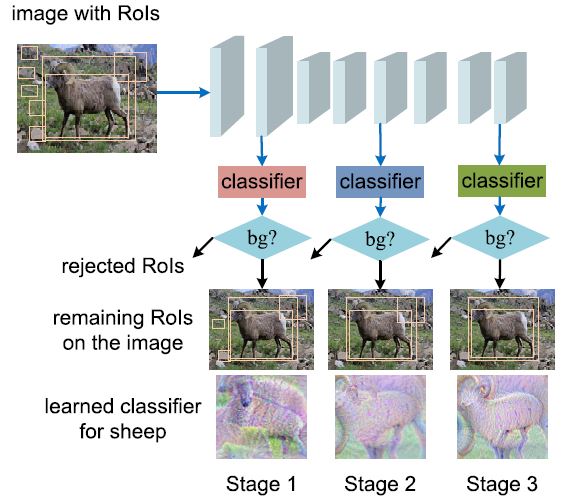 image with RoIs
classifier classifier classifier
bg? bg? bg?
rejected RoIs
remaining RoIs
on the image
learned classifier
for sheep
Stage 1 Stage 2 Stage 3